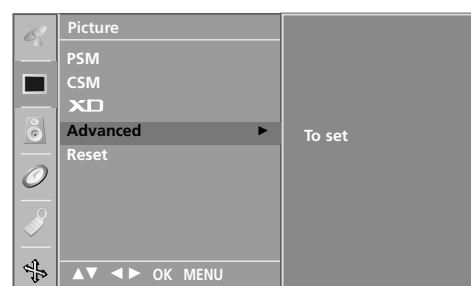 Picture
PSM
CSM
XD
Advanced ►
To set
Reset
▲▼ ◄► OK MENU